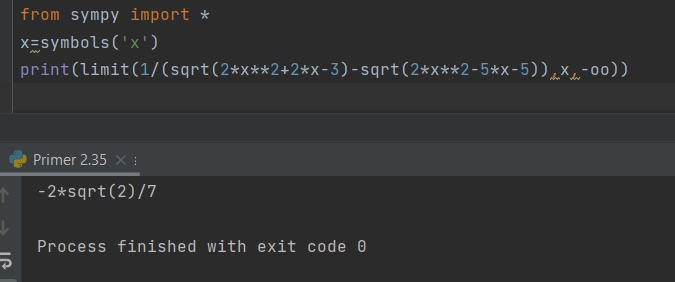 from sympy import *
x=symbols('x')
print(limit(1/(sqrt(2*x**2+2*x-3)-sqrt(2*x**2-5*x-5)),x,-oo))
Primer 2.35
-2*sqrt(2)/7
Process finished with exit code 0